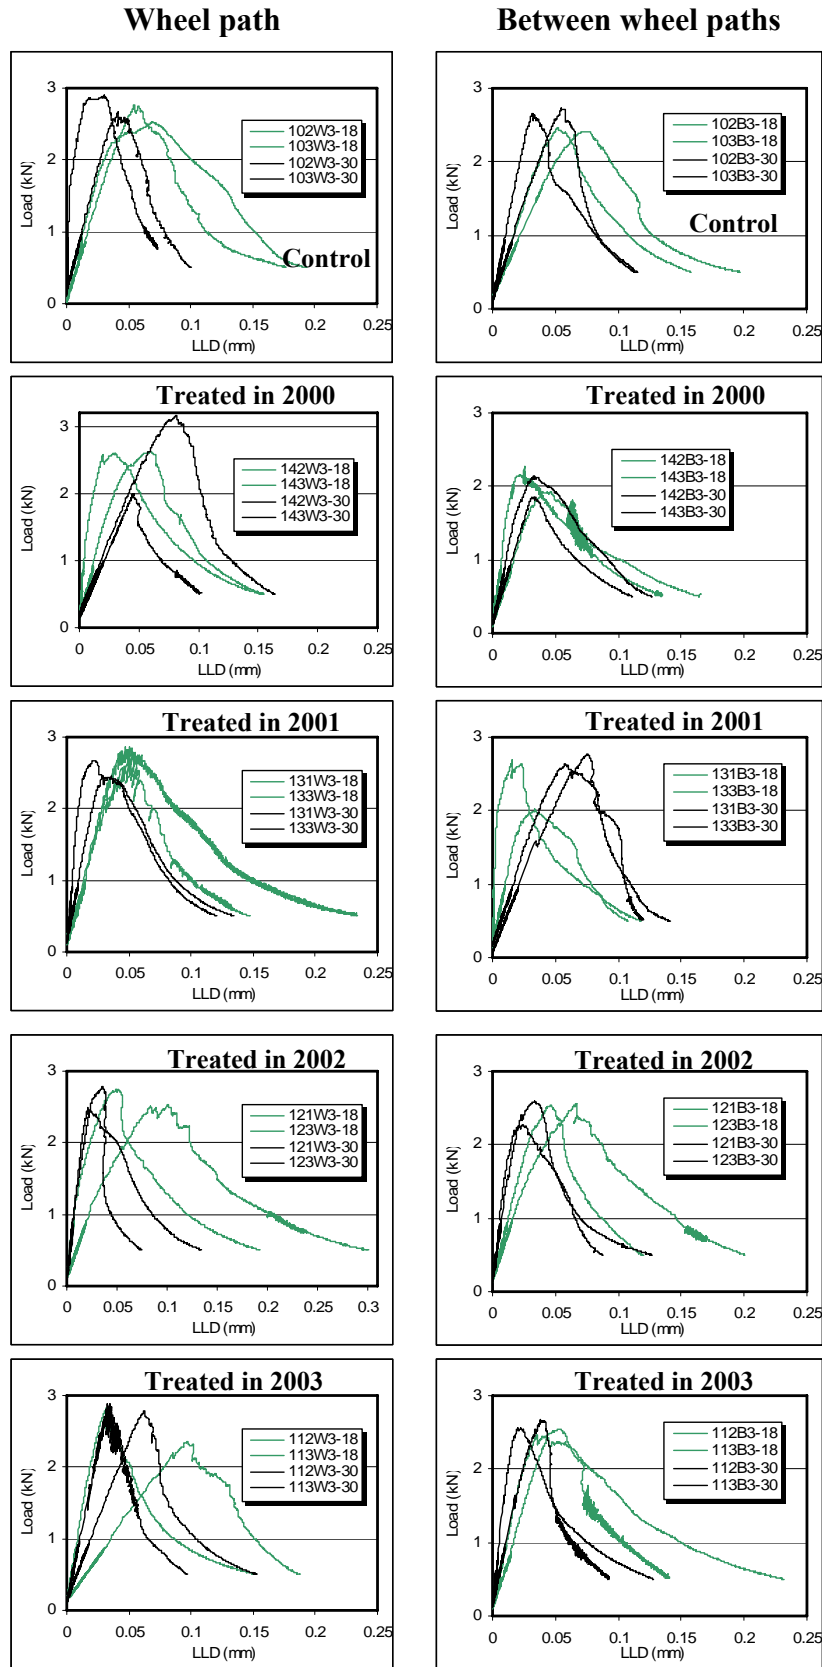 Wheel path
Between wheel paths
3
2
1
0
Load (kN)
102W3-18
103W3-18
102W3-30
103W3-30
Control
0 0.05 0.1 0.15 0.2 0.25
LLD (mm)
3
2
1
0
Load (kN)
102B3-18
103B3-18
102B3-30
103B3-30
Control
0 0.05 0.1 0.15 0.2 0.25
LLD (mm)
Treated in 2000
3
2
1
0
Load (kN)
142W3-18
143W3-18
142W3-30
143W3-30
0 0.05 0.1 0.15 0.2 0.25
LLD (mm)
Treated in 2000
3
2
1
0
Load (kN)
142B3-18
143B3-18
142B3-30
143B3-30
0 0.05 0.1 0.15 0.2 0.25
LLD (mm)
Treated in 2001
3
2
1
0
Load (kN)
131W3-18
133W3-18
131W3-30
133W3-30
0 0.05 0.1 0.15 0.2 0.25
LLD (mm)
Treated in 2001
3
2
1
0
Load (kN)
131B3-18
133B3-18
131B3-30
133B3-30
0 0.05 0.1 0.15 0.2 0.25
LLD (mm)
Treated in 2002
3
2
1
0
Load (kN)
121W3-18
123W3-18
121W3-30
123W3-30
0 0.05 0.1 0.15 0.2 0.25 0.3
LLD (mm)
Treated in 2002
3
2
1
0
Load (kN)
121B3-18
123B3-18
121B3-30
123B3-30
0 0.05 0.1 0.15 0.2 0.25
LLD (mm)
Treated in 2003
3
2
1
0
Load (kN)
112W3-18
113W3-18
112W3-30
113W3-30
0 0.05 0.1 0.15 0.2 0.25
LLD (mm)
Treated in 2003
3
2
1
0
Load (kN)
112B3-18
113B3-18
112B3-30
113B3-30
0 0.05 0.1 0.15 0.2 0.25
LLD (mm)